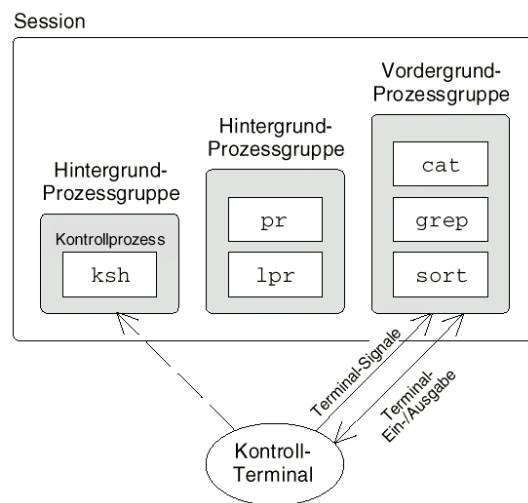 Session
Hintergrund-
Prozessgruppe
Kontrollprozess
ksh
Hintergrund-
Prozessgruppe
pr
lpr
Vordergrund-
Prozessgruppe
cat
grep
sort
Terminal-Signale
Terminal-
Ein-/Ausgabe
Kontroll-
Terminal